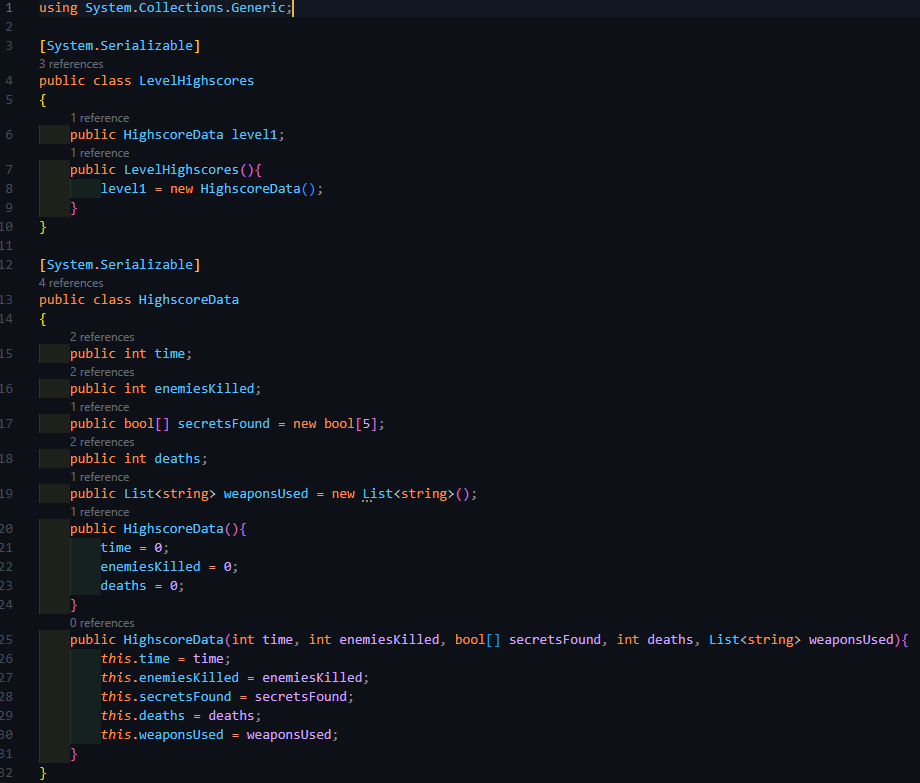 1 using System.Collections.Generic;
2
3 [System.Serializable]
3 references
4 public class LevelHighscores
5 {
1 reference
6 public HighscoreData level1;
1 reference
7 public LevelHighscores(){
8 level1 = new HighscoreData();
9 }
10 }
11
12 [System.Serializable]
4 references
13 public class HighscoreData
14 {
2 references
15 public int time;
2 references
16 public int enemiesKilled;
1 reference
17 public bool[] secretsFound = new bool[5];
2 references
18 public int deaths;
1 reference
19 public List<string> weaponsUsed = new List<string>();
1 reference
20 public HighscoreData(){
21 time = 0;
22 enemiesKilled = 0;
23 deaths = 0;
24 }
0 references
25 public HighscoreData(int time, int enemiesKilled, bool[] secretsFound, int deaths, List<string> weaponsUsed){
26 this.time = time;
27 this.enemiesKilled = enemiesKilled;
28 this.secretsFound = secretsFound;
29 this.deaths = deaths;
30 this.weaponsUsed = weaponsUsed;
31 }
32 }